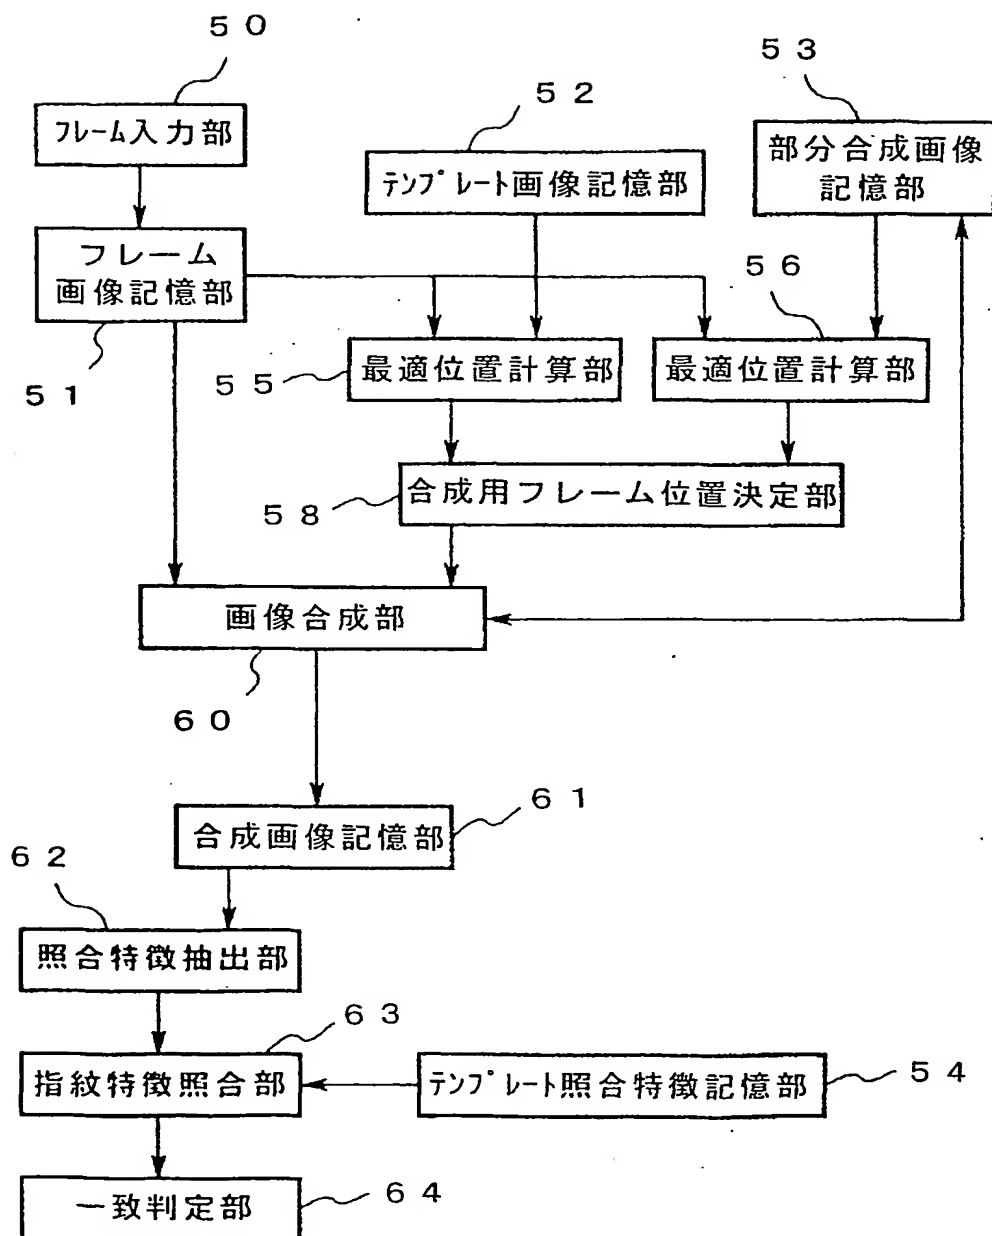 ５０
フレーム入力部
５２
テンプレート画像記憶部
５３
部分合成画像
記憶部
フレーム
画像記憶部
５１
５６
５５
最適位置計算部
最適位置計算部
合成用フレーム位置決定部
５８
画像合成部
６０
合成画像記憶部
６１
６２
照合特徴抽出部
６３
指紋特徴照合部
テンプレート照合特徴記憶部
５４
一致判定部
６４